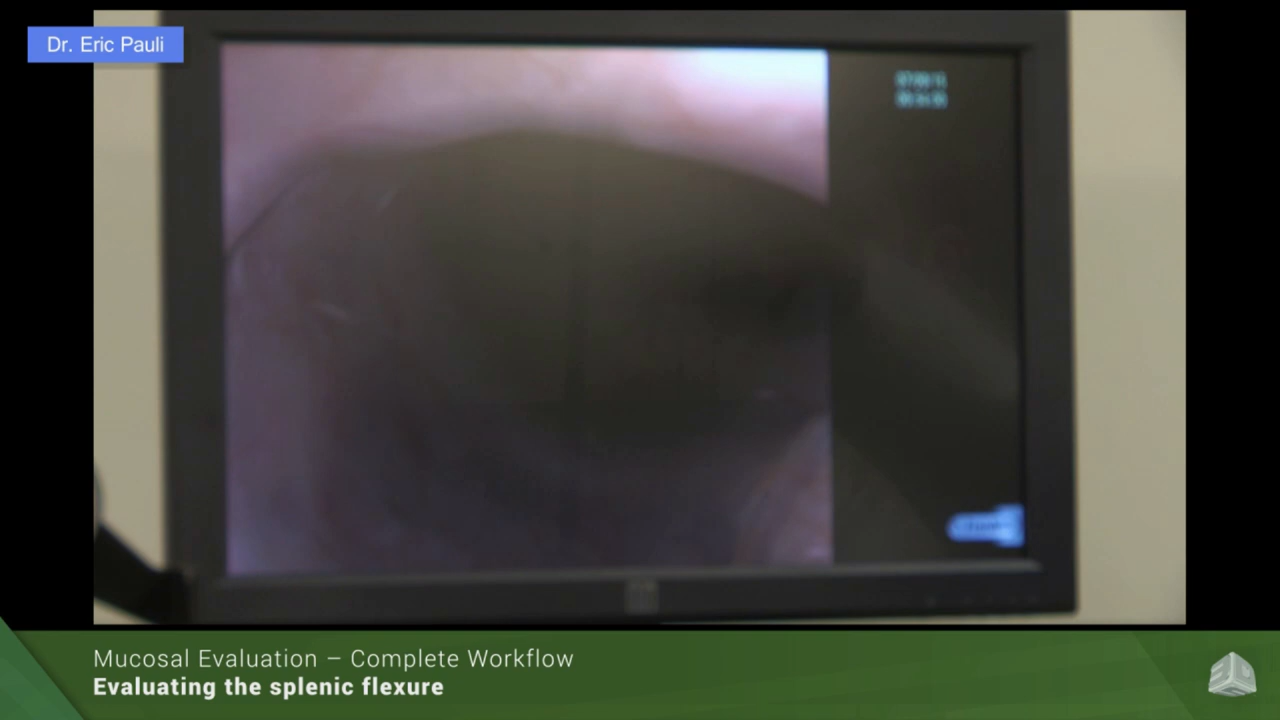 Dr. Eric Pauli
Mucosal Evaluation – Complete Workflow
Evaluating the splenic flexure